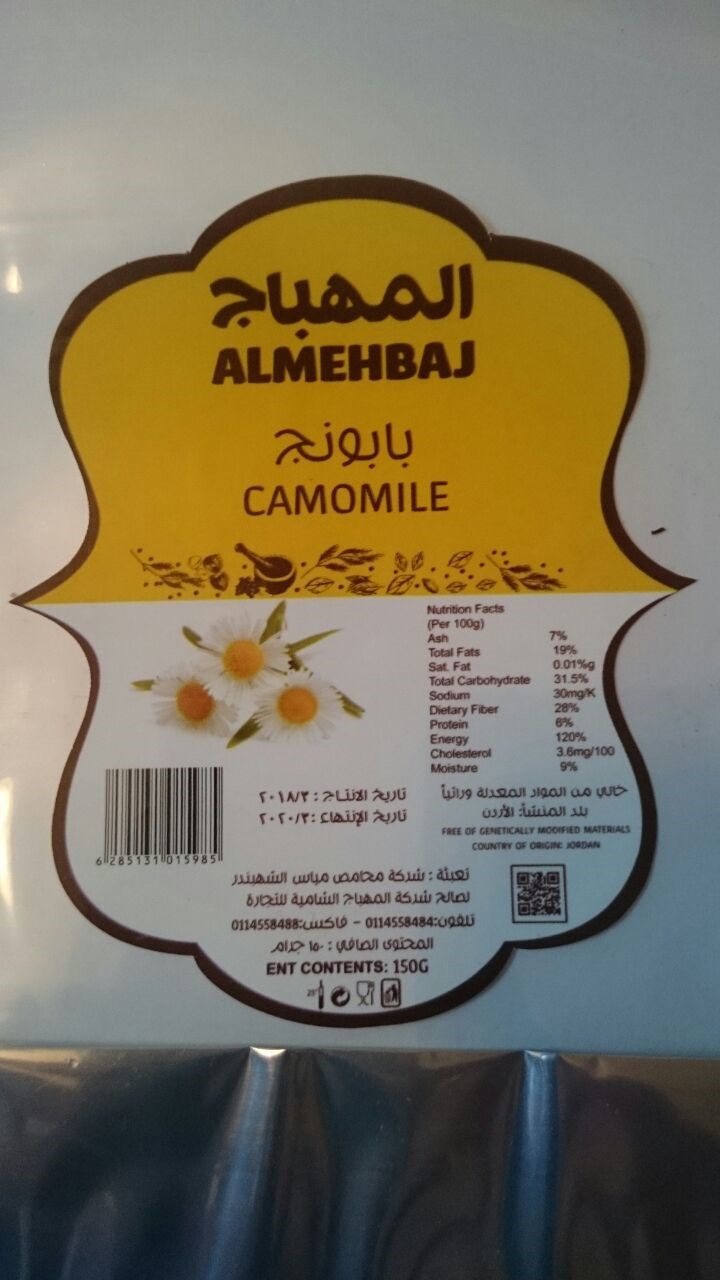 المهباج
ALMEHBAJ
بابونج
CAMOMILE
Nutrition Facts
(Per 100g)
Ash 7%
Total Fats 19%
Sat. Fat 0.01%g
Total Carbohydrate 31.5%
Sodium 30mg/K
Dietary Fiber 28%
Protein 6%
Energy 120%
Cholesterol 3.6mg/100
Moisture 9%
تاريخ الانتاج : ٢٠١٨/٣
تاريخ الإنتهاء :٢٠٢٠/٣
خالي من المواد المعدلة وراثياً
بلد المنشأ: الأردن
FREE OF GENETICALLY MODIFIED MATERIALS
COUNTRY OF ORIGIN: JORDAN
6 285131 015985
تعبئة : شركة محامص مياس الشهبندر
لصالح شركة المهباج الشامية للتجارة
تلفون:0114558484 - فاكس:0114558488
المحتوى الصافي : ١٥٠ جرام
ENT CONTENTS: 150G